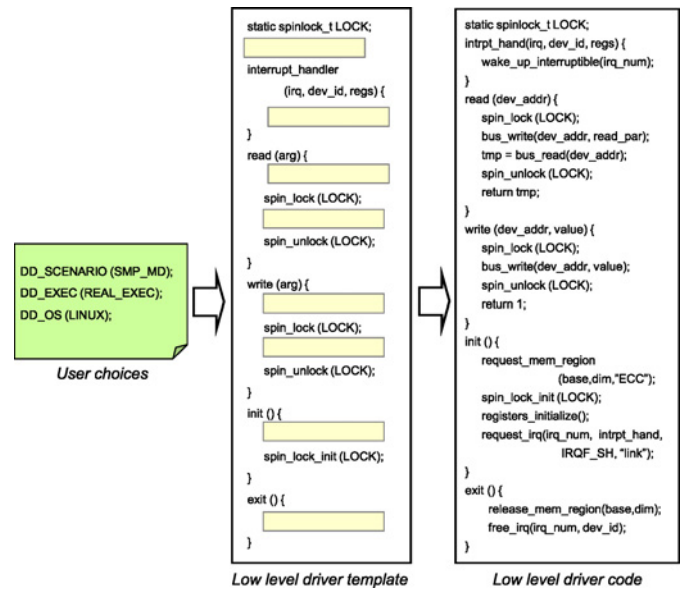 DD_SCENARIO (SMP_MD);
DD_EXEC (REAL_EXEC);
DD_OS (LINUX);
User choices
static spinlock_t LOCK;
interrupt_handler
(irq, dev_id, regs) {
}
read (arg) {
spin_lock (LOCK);
spin_unlock (LOCK);
}
write (arg) {
spin_lock (LOCK);
spin_unlock (LOCK);
}
init () {
spin_lock_init (LOCK);
}
exit () {
}
Low level driver template
static spinlock_t LOCK;
intrpt_hand(irq, dev_id, regs) {
wake_up_interruptible(irq_num);
}
read (dev_addr) {
spin_lock (LOCK);
bus_write(dev_addr, read_par);
tmp = bus_read(dev_addr);
spin_unlock (LOCK);
return tmp;
}
write (dev_addr, value) {
spin_lock (LOCK);
bus_write(dev_addr, value);
spin_unlock (LOCK);
return 1;
}
init () {
request_mem_region
(base,dim,"ECC");
spin_lock_init (LOCK);
registers_initialize();
request_irq(irq_num, intrpt_hand,
IRQF_SH, "link");
}
exit () {
release_mem_region(base,dim);
free_irq(irq_num, dev_id);
}
Low level driver code